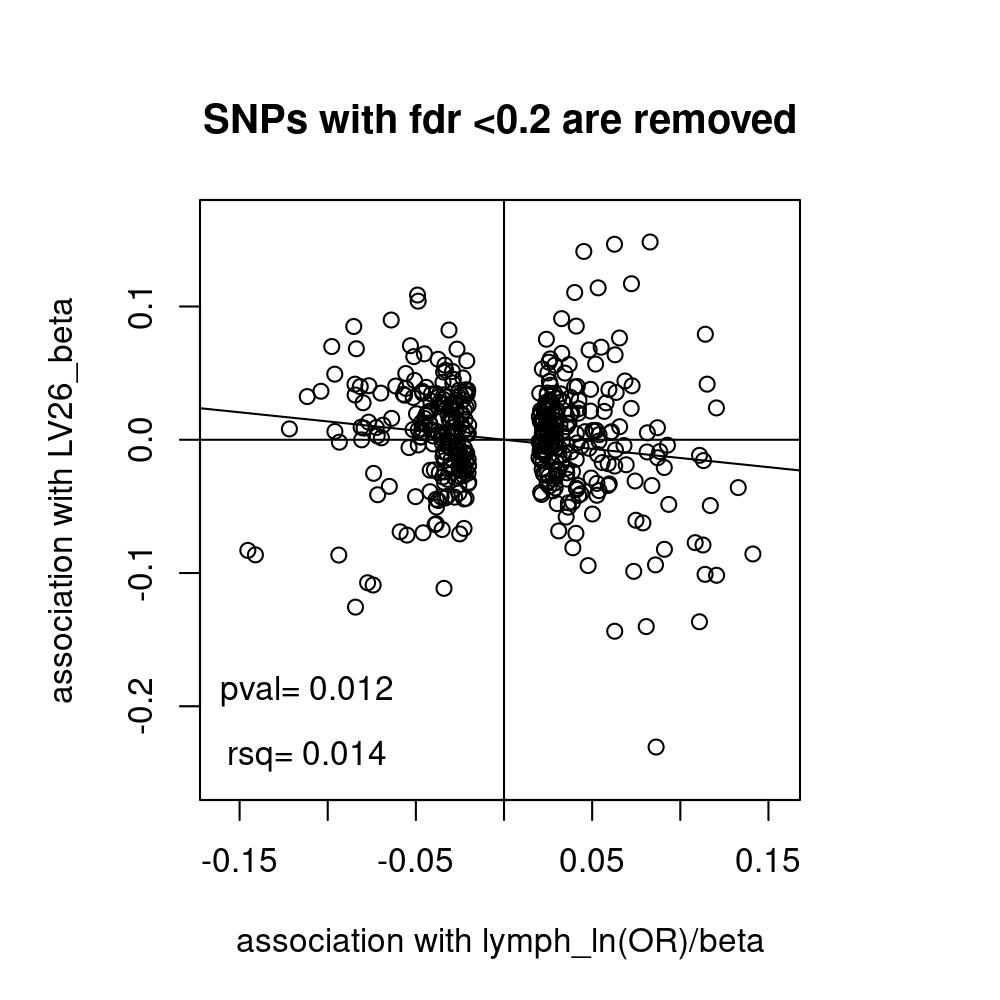 SNPs with fdr <0.2 are removed
association with LV26_beta
0.1
0.0
-0.1
-0.2
pval= 0.012
rsq= 0.014
-0.15 -0.05 0.05 0.15
association with lymph_ln(OR)/beta